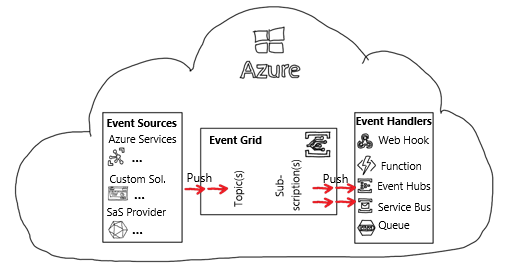 Azure
Event Sources
Azure Services
...
Custom Sol.
...
SaS Provider
...
Push
Event Grid
Topic(s)
Sub-
scription(s)
Push
Event Handlers
Web Hook
Function
Event Hubs
Service Bus
Queue